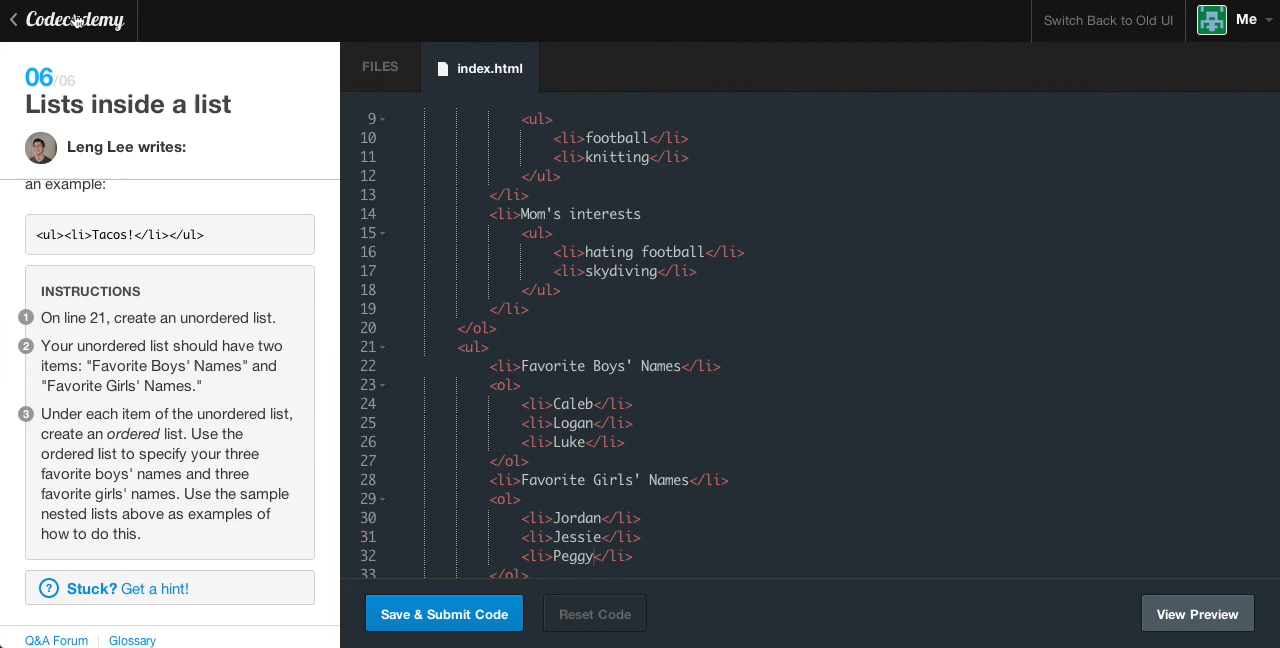 Codecademy
Switch Back to Old UI
Me
06/06
Lists inside a list
Leng Lee writes:
an example:
<ul><li>Tacos!</li></ul>
INSTRUCTIONS
1 On line 21, create an unordered list.
2 Your unordered list should have two
items: "Favorite Boys' Names" and
"Favorite Girls' Names."
3 Under each item of the unordered list,
create an ordered list. Use the
ordered list to specify your three
favorite boys' names and three
favorite girls' names. Use the sample
nested lists above as examples of
how to do this.
? Stuck? Get a hint!
Q&A Forum
Glossary
FILES
index.html
9 <ul>
10 <li>football</li>
11 <li>knitting</li>
12 </ul>
13 </li>
14 <li>Mom's interests
15 <ul>
16 <li>hating football</li>
17 <li>skydiving</li>
18 </ul>
19 </li>
20 </ol>
21 <ul>
22 <li>Favorite Boys' Names</li>
23 <ol>
24 <li>Caleb</li>
25 <li>Logan</li>
26 <li>Luke</li>
27 </ol>
28 <li>Favorite Girls' Names</li>
29 <ol>
30 <li>Jordan</li>
31 <li>Jessie</li>
32 <li>Peggy</li>
33 </ol>
Save & Submit Code
Reset Code
View Preview